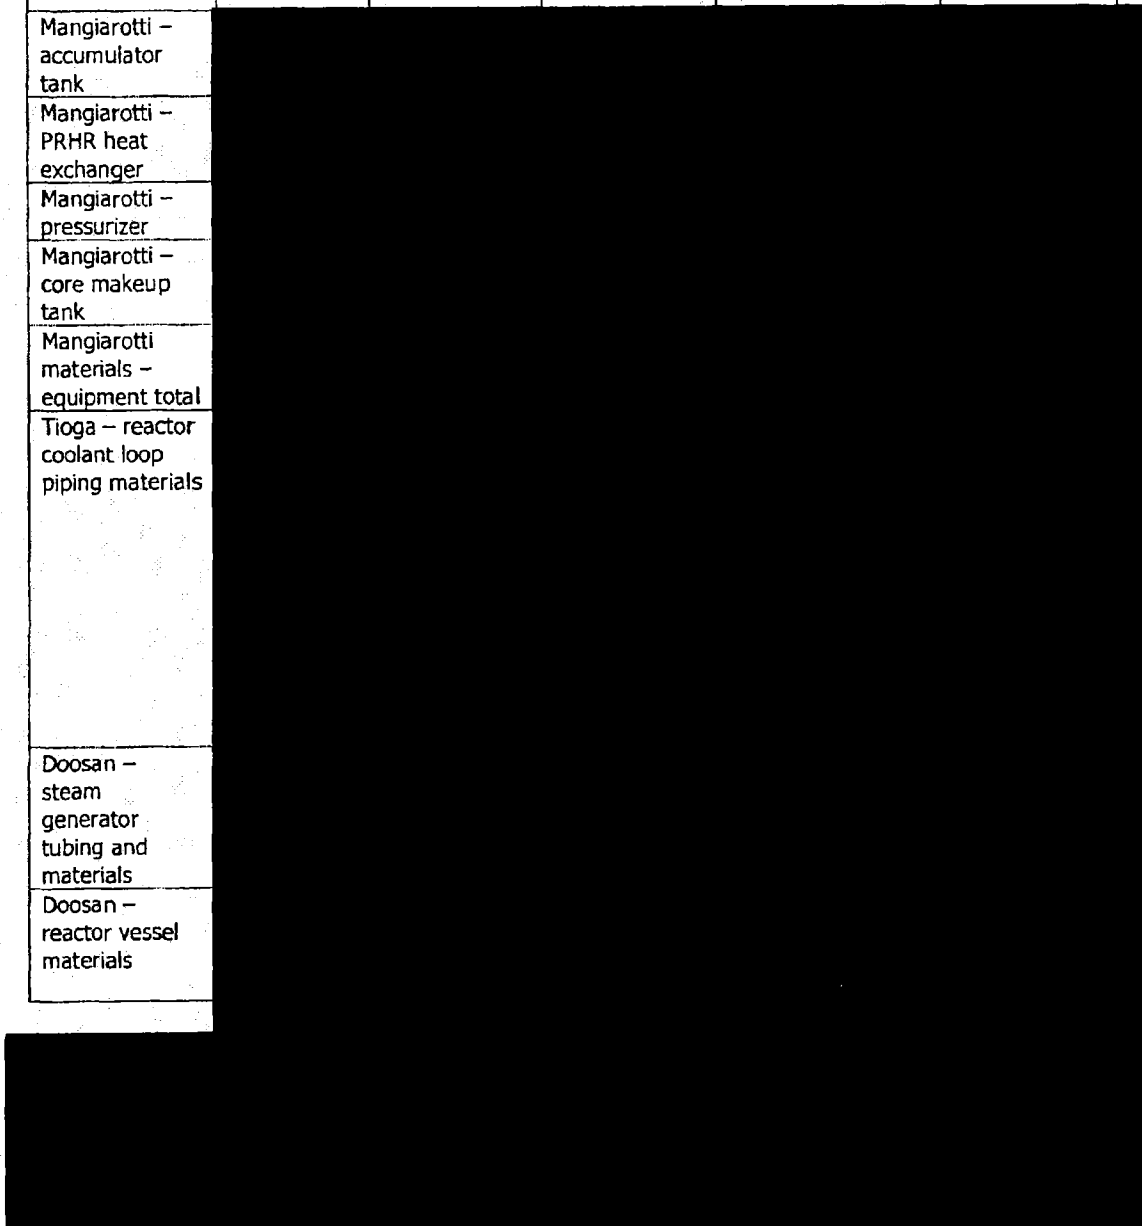 Mangiarotti –
accumulator
tank
Mangiarotti –
PRHR heat
exchanger
Mangiarotti –
pressurizer
Mangiarotti –
core makeup
tank
Mangiarotti
materials –
equipment total
Tioga – reactor
coolant loop
piping materials
Doosan –
steam
generator
tubing and
materials
Doosan –
reactor vessel
materials